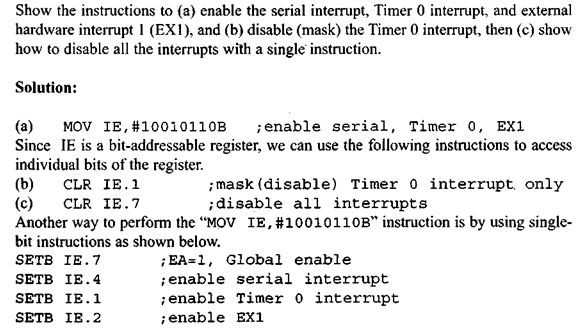 Show the instructions to (a) enable the serial interrupt, Timer 0 interrupt, and external
hardware interrupt 1 (EX1), and (b) disable (mask) the Timer 0 interrupt, then (c) show
how to disable all the interrupts with a single instruction.
Solution:
(a) MOV IE,#10010110B ;enable serial, Timer 0, EX1
Since IE is a bit-addressable register, we can use the following instructions to access
individual bits of the register.
(b) CLR IE.1 ;mask(disable) Timer 0 interrupt only
(c) CLR IE.7 ;disable all interrupts
Another way to perform the “MOV IE,#10010110B” instruction is by using single-
bit instructions as shown below.
SETB IE.7 ;EA=1, Global enable
SETB IE.4 ;enable serial interrupt
SETB IE.1 ;enable Timer 0 interrupt
SETB IE.2 ;enable EX1